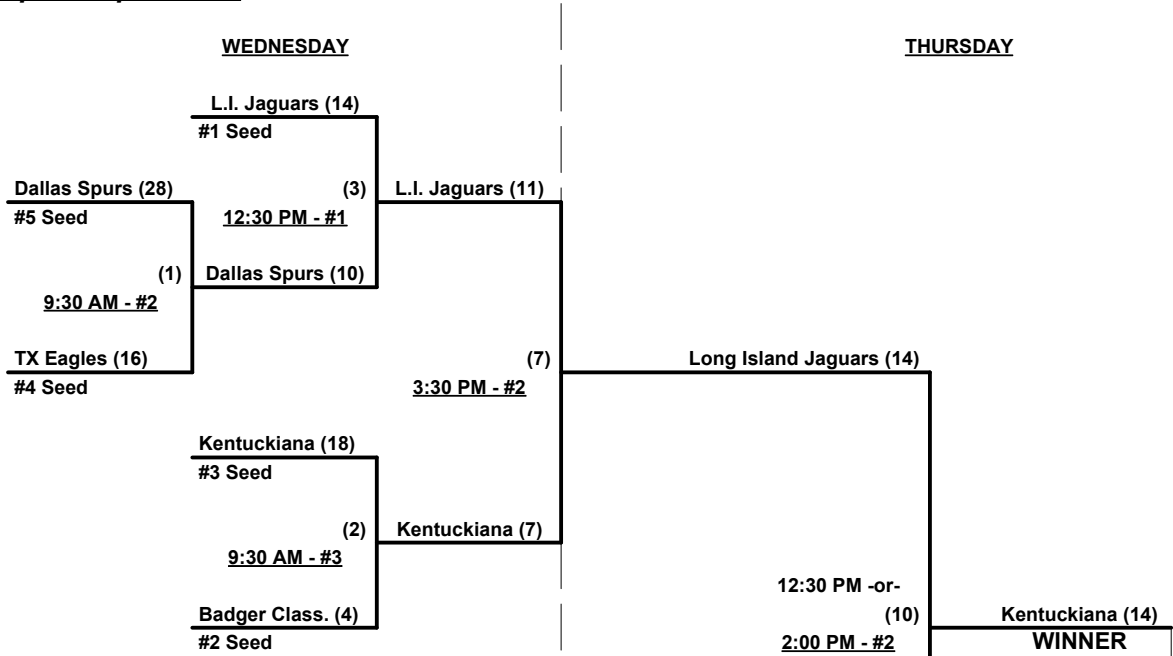 WEDNESDAY
THURSDAY
L.I. Jaguars (14)
#1 Seed
Dallas Spurs (28)
(3)
L.I. Jaguars (11)
#5 Seed
12:30 PM - #1
(1)
Dallas Spurs (10)
9:30 AM - #2
TX Eagles (16)
(7)
Long Island Jaguars (14)
#4 Seed
3:30 PM - #2
Kentuckiana (18)
#3 Seed
(2)
Kentuckiana (7)
9:30 AM - #3
12:30 PM -or-
Badger Class. (4)
(10)
Kentuckiana (14)
#2 Seed
2:00 PM - #2
WINNER